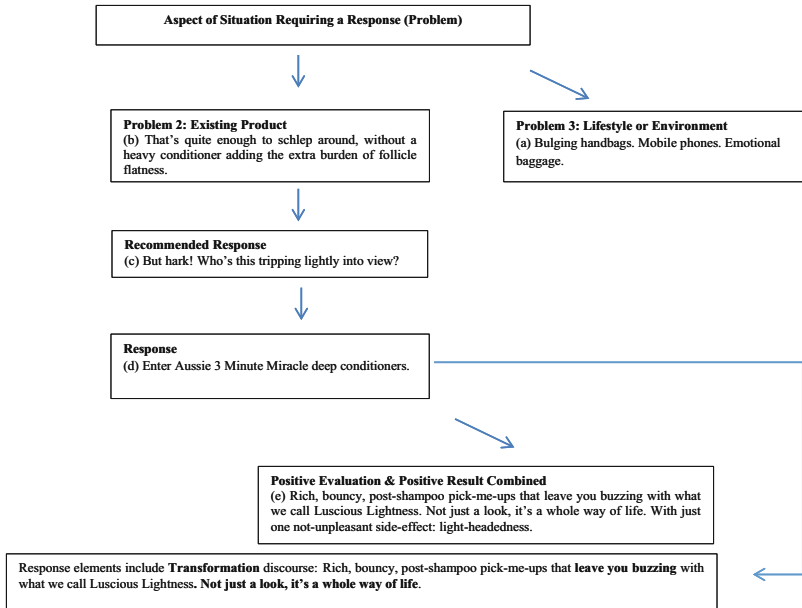 Aspect of Situation Requiring a Response (Problem)
Problem 2: Existing Product
(b) That's quite enough to schlep around, without a
heavy conditioner adding the extra burden of follicle
flatness.
Problem 3: Lifestyle or Environment
(a) Bulging handbags. Mobile phones. Emotional
baggage.
Recommended Response
(c) But hark! Who's this tripping lightly into view?
Response
(d) Enter Aussie 3 Minute Miracle deep conditioners.
Positive Evaluation & Positive Result Combined
(e) Rich, bouncy, post-shampoo pick-me-ups that leave you buzzing with what
we call Luscious Lightness. Not just a look, it's a whole way of life. With just
one not-unpleasant side-effect: light-headedness.
Response elements include Transformation discourse: Rich, bouncy, post-shampoo pick-me-ups that leave you buzzing with
what we call Luscious Lightness. Not just a look, it's a whole way of life.